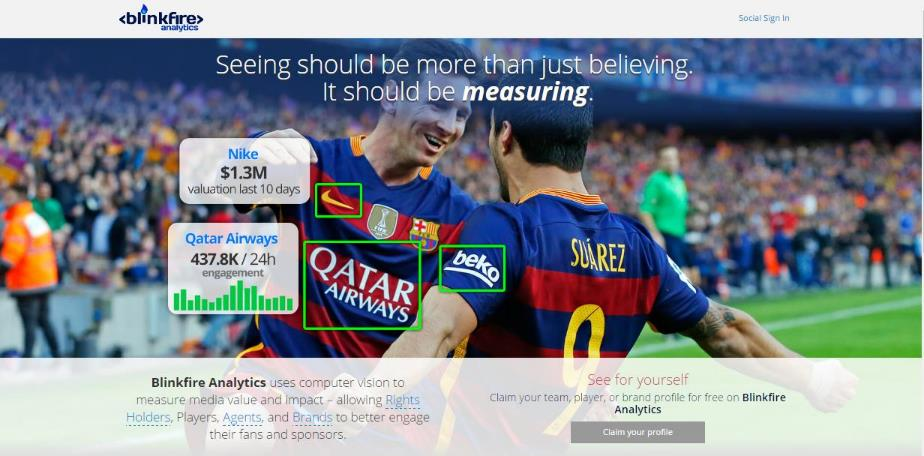 <blinkfire>
analytics
Social Sign In
Seeing should be more than just believing.
It should be measuring.
Nike
$1.3M
valuation last 10 days
Qatar Airways
437.8K / 24h
engagement
QATAR
AIRWAYS
beko
SUÁREZ
9
Blinkfire Analytics uses computer vision to
measure media value and impact – allowing Rights
Holders, Players, Agents, and Brands to better engage
their fans and sponsors.
See for yourself
Claim your team, player, or brand profile for free on Blinkfire
Analytics
Claim your profile